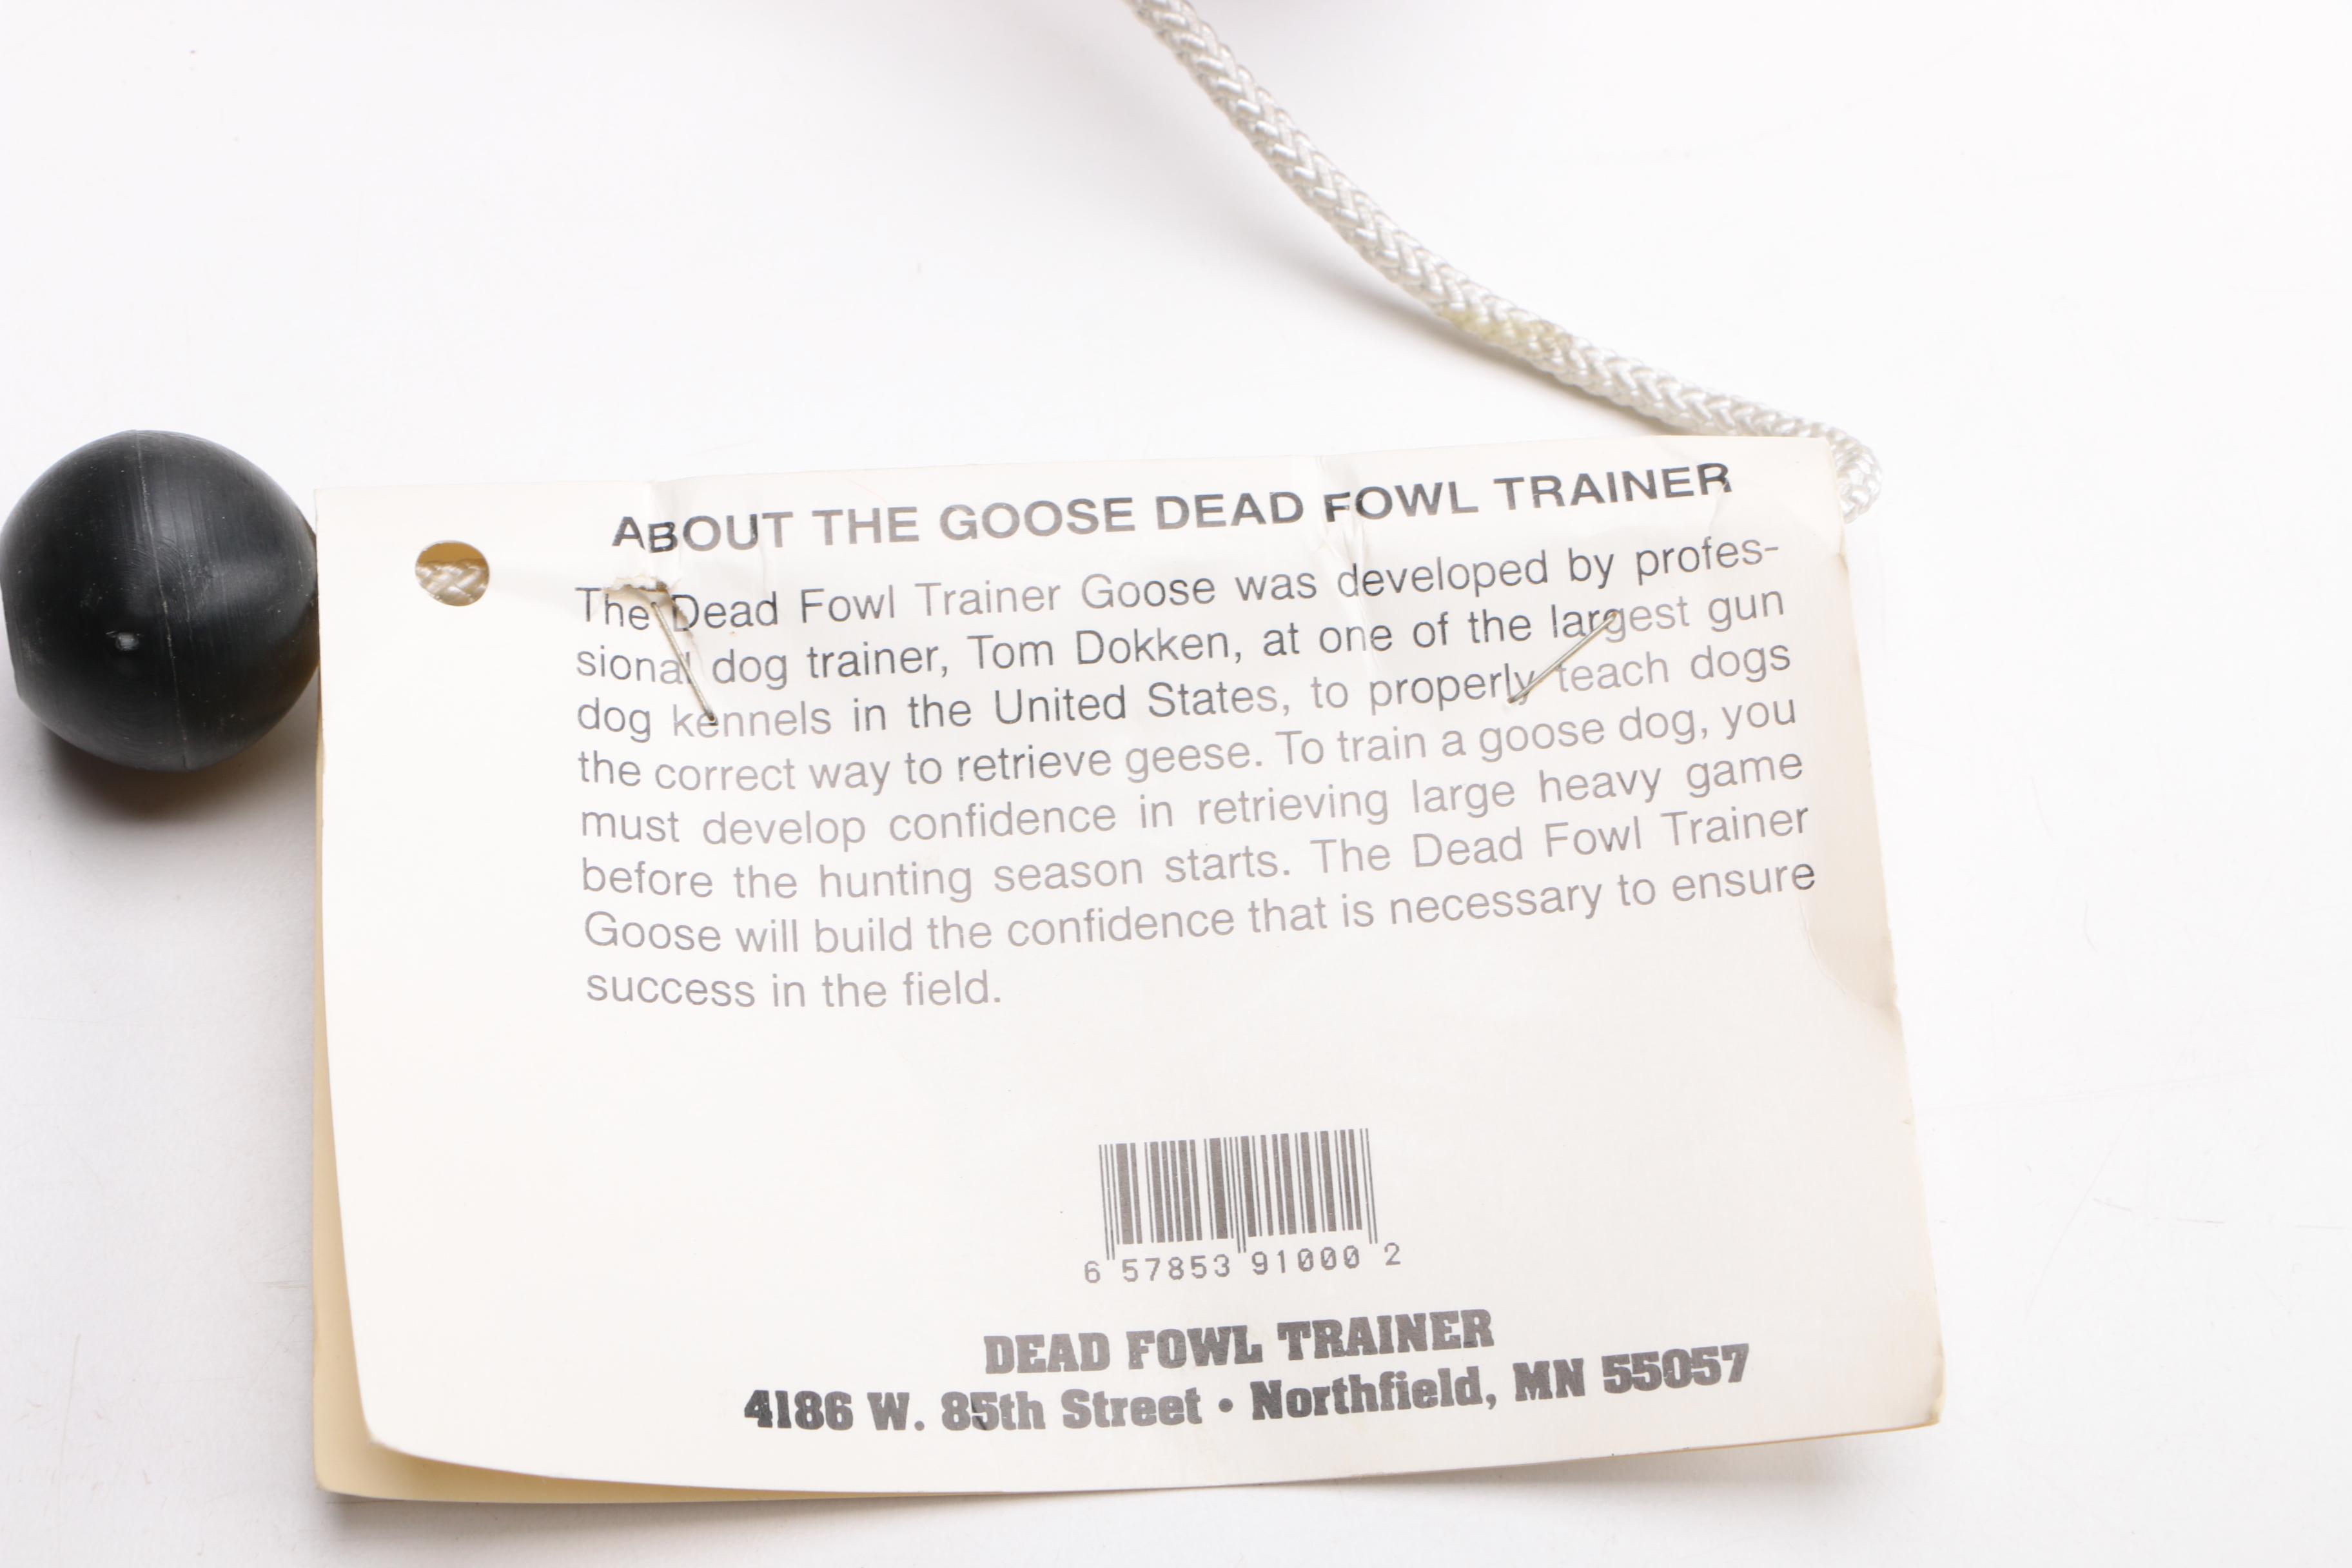 ABOUT THE GOOSE DEAD FOWL TRAINER
The Dead Fowl Trainer Goose was developed by profes-
sional dog trainer, Tom Dokken, at one of the largest gun
dog kennels in the United States, to properly teach dogs
the correct way to retrieve geese. To train a goose dog, you
must develop confidence in retrieving large heavy game
before the hunting season starts. The Dead Fowl Trainer
Goose will build the confidence that is necessary to ensure
success in the field.
6 57853 91000 2
DEAD FOWL TRAINER
4186 W. 85th Street • Northfield, MN 55057